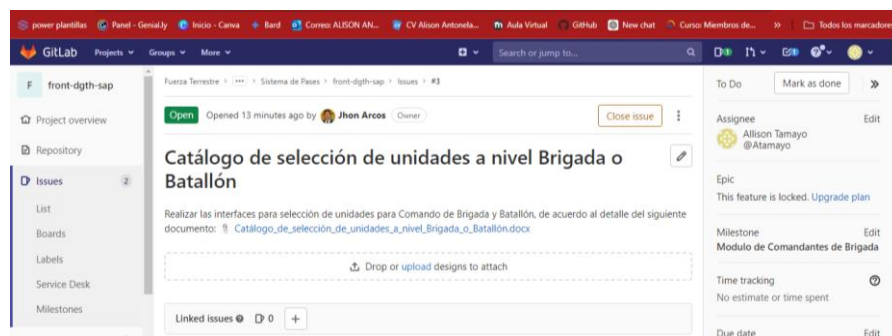 power plantillas Panel - Genial.ly Inicio - Canva Bard Correo: ALISON AN... CV Alison Antonela... Aula Virtual GitHub New chat Curso: Miembros de... » Todos los marcadores
GitLab Projects Groups More Search or jump to...
F front-dgth-sap
Fuerza Terrestre > ... > Sistema de Pases > front-dgth-sap > Issues > #3
To Do Mark as done »
Open Opened 13 minutes ago by Jhon Arcos Owner Close issue
Project overview
Repository
Issues 2
List
Boards
Labels
Service Desk
Milestones
Catálogo de selección de unidades a nivel Brigada o
Batallón
Realizar las interfaces para selección de unidades para Comando de Brigada y Batallón, de acuerdo al detalle del siguiente
documento: Catálogo_de_selección_de_unidades_a_nivel_Brigada_o_Batallón.docx
Drop or upload designs to attach
Linked issues 0 +
Assignee Edit
Allison Tamayo
@Atamayo
Epic
This feature is locked. Upgrade plan
Milestone Edit
Modulo de Comandantes de Brigada
Time tracking
No estimate or time spent
Due date Edit